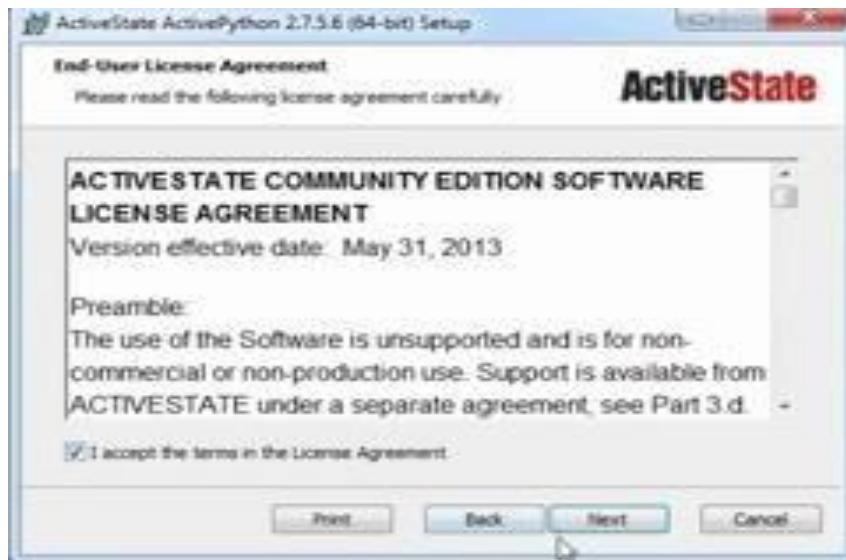 ActiveState ActivePython 2.7.5.6 (64-bit) Setup
End-User License Agreement
Please read the following license agreement carefully
ActiveState
ACTIVESTATE COMMUNITY EDITION SOFTWARE
LICENSE AGREEMENT
Version effective date: May 31, 2013
Preamble:
The use of the Software is unsupported and is for non-
commercial or non-production use. Support is available from
ACTIVESTATE under a separate agreement, see Part 3.d.
I accept the terms in the License Agreement
Print Back Next Cancel